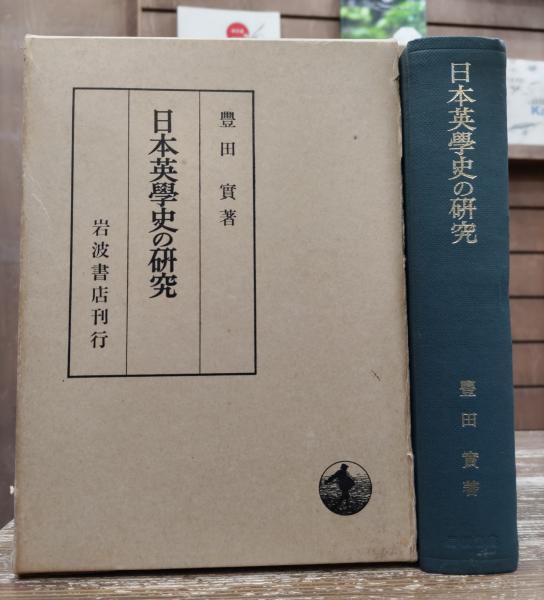 豐田實著
日本英學史の研究
岩波書店刊行
日本英學史の研究
豐田實著